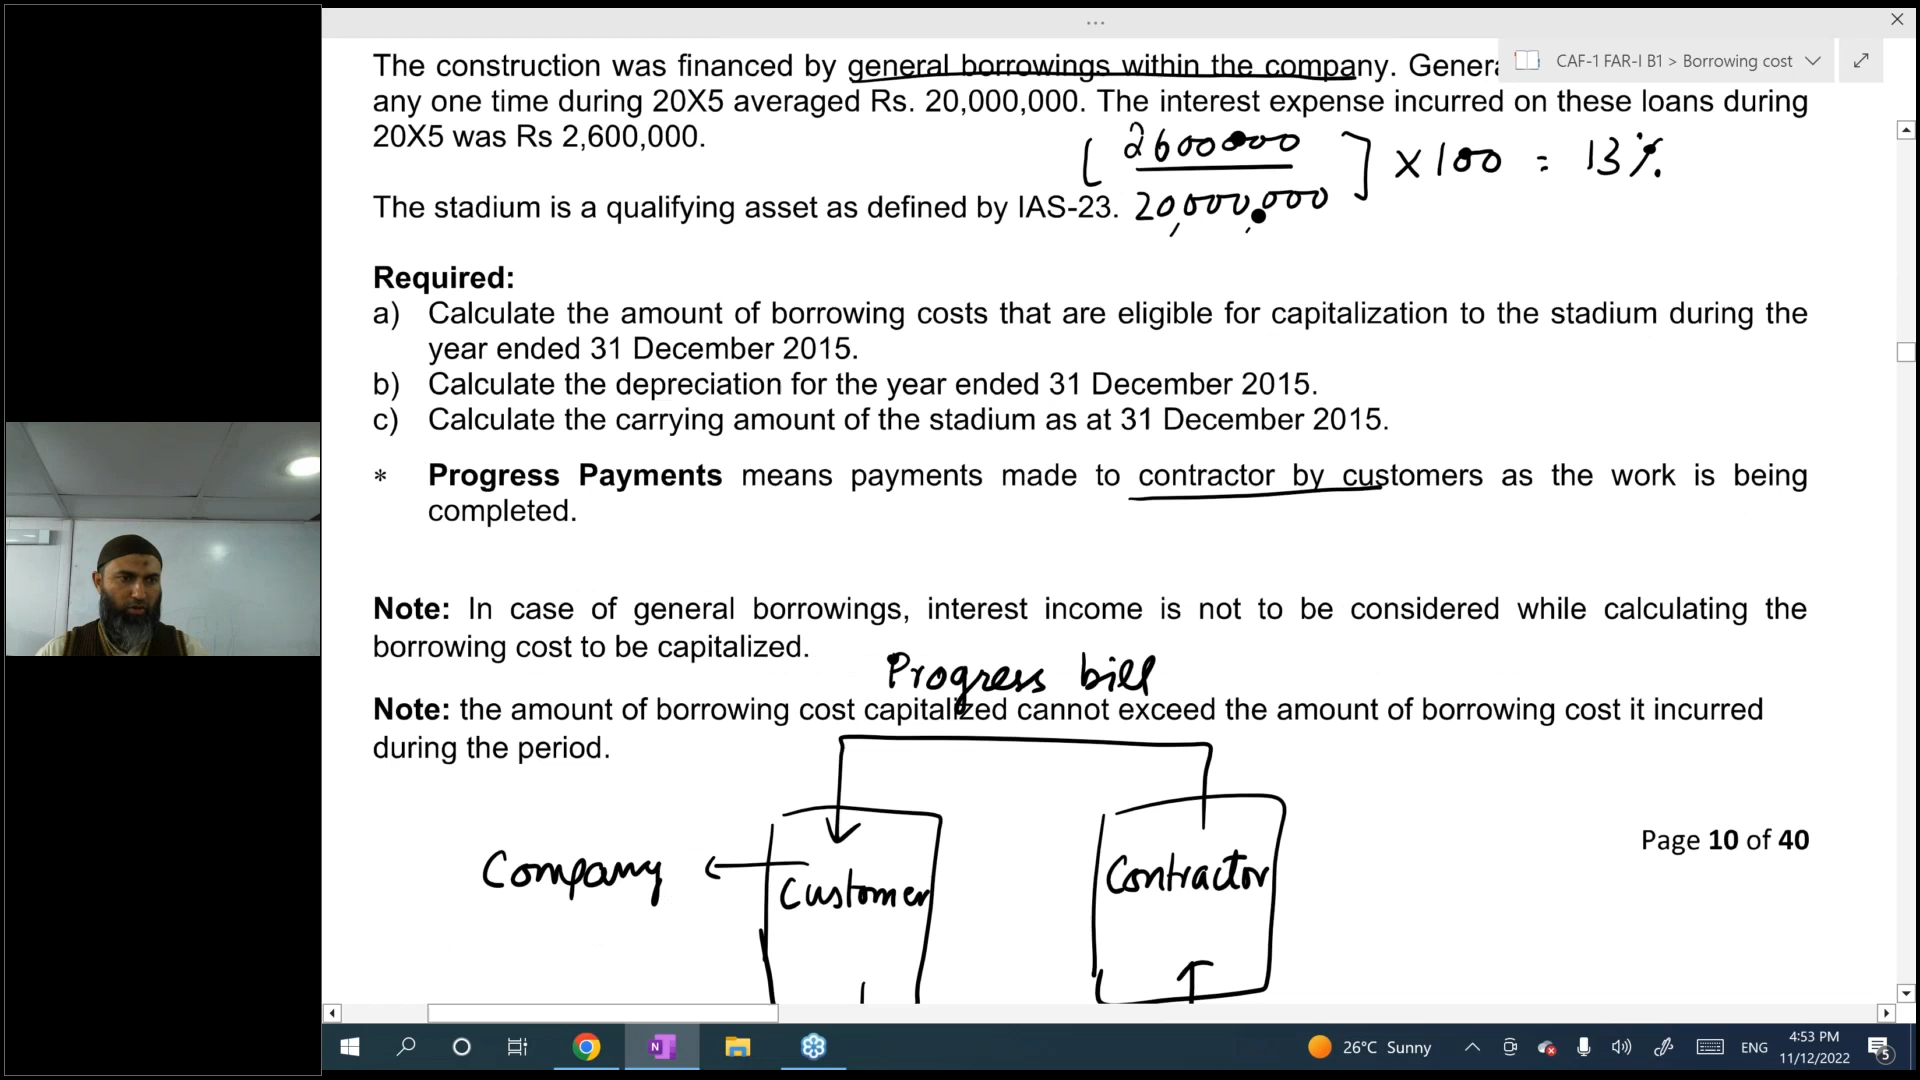 CAF-1 FAR-I B1 > Borrowing cost
The construction was financed by general borrowings within the company. Genera
any one time during 20X5 averaged Rs. 20,000,000. The interest expense incurred on these loans during
20X5 was Rs 2,600,000.
[ 2600000 / 20,000,000 ] × 100 = 13%
The stadium is a qualifying asset as defined by IAS-23.
Required:
a) Calculate the amount of borrowing costs that are eligible for capitalization to the stadium during the
year ended 31 December 2015.
b) Calculate the depreciation for the year ended 31 December 2015.
c) Calculate the carrying amount of the stadium as at 31 December 2015.
* Progress Payments means payments made to contractor by customers as the work is being
completed.
Note: In case of general borrowings, interest income is not to be considered while calculating the
borrowing cost to be capitalized.
Progress bill
Note: the amount of borrowing cost capitalized cannot exceed the amount of borrowing cost it incurred
during the period.
Page 10 of 40
Company
Customer
Contractor
26°C Sunny
ENG
4:53 PM
11/12/2022
5